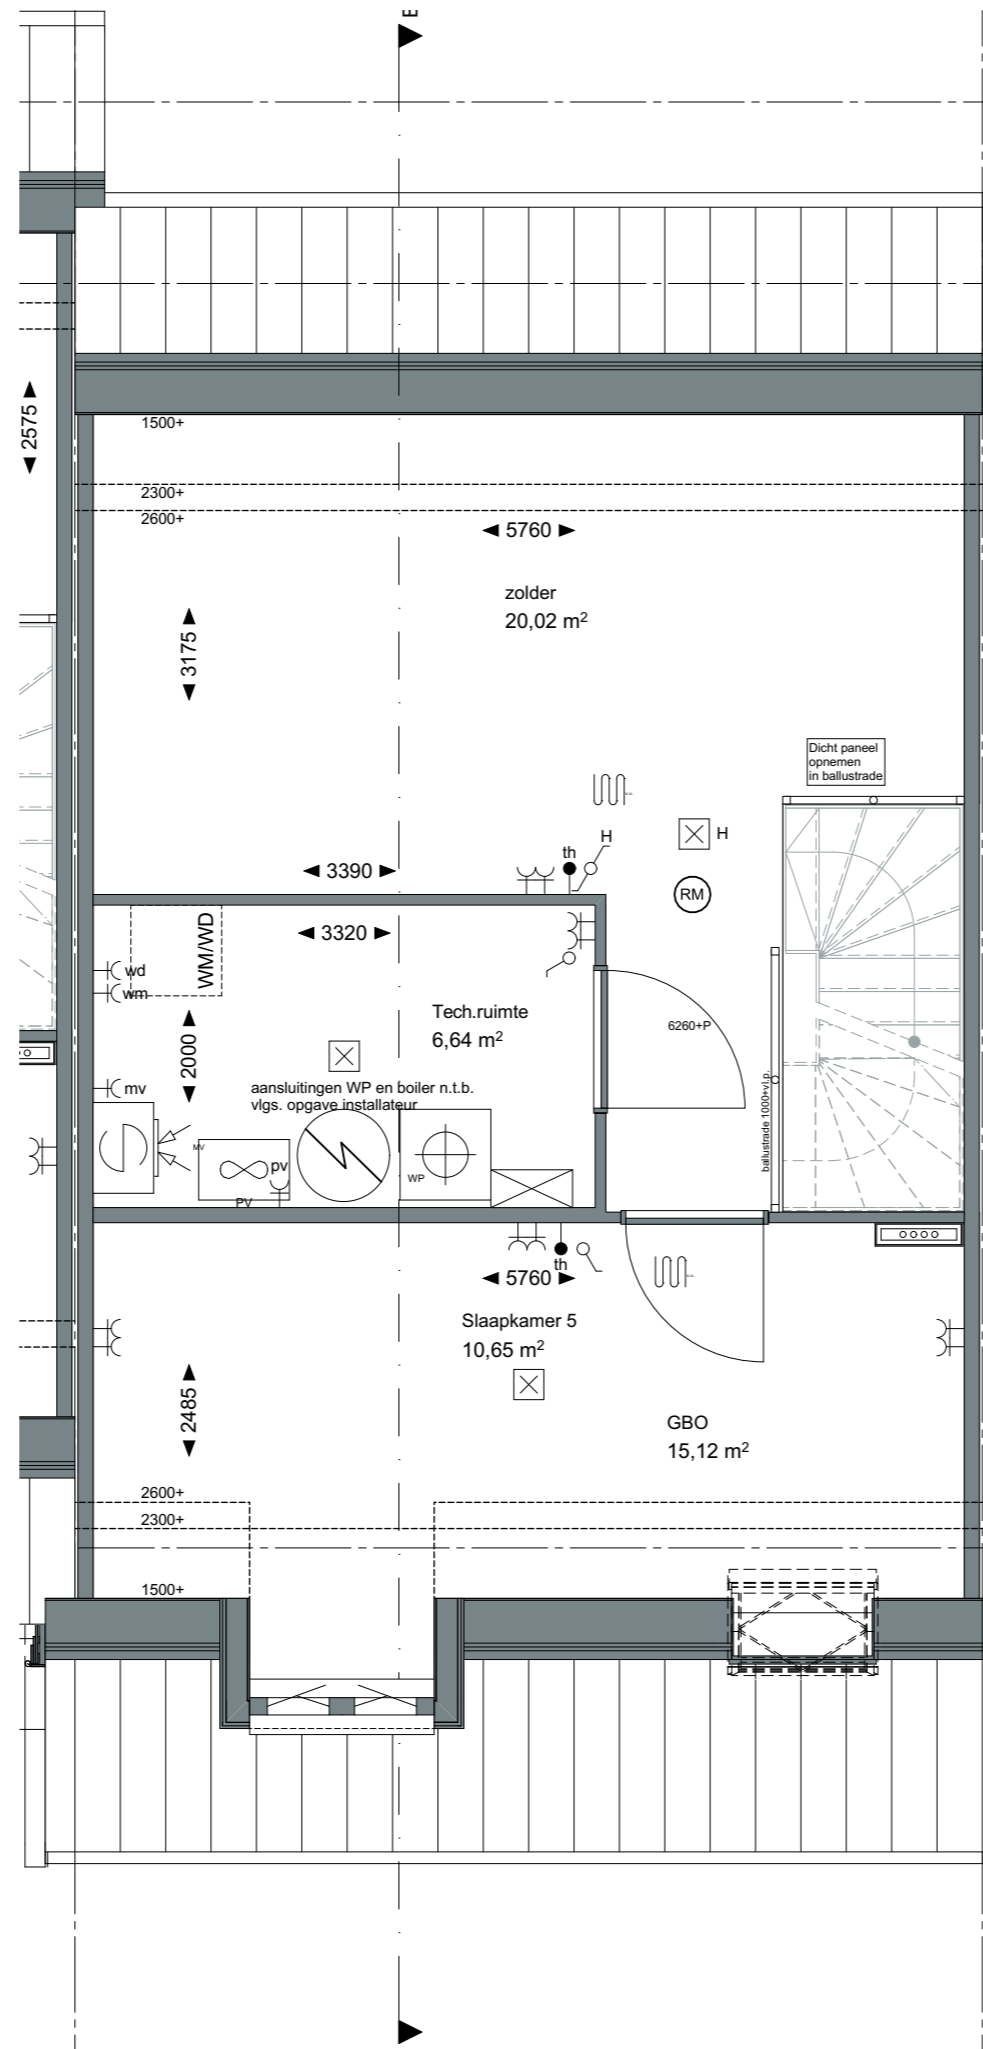 E
2575
1500+
2300+
2600+
5760
zolder
20,02 m²
3175
Dicht paneel
opnemen
in ballustrade
H
H
th
3390
RM
3320
WM/WD
wd
wm
Tech.ruimte
6,64 m²
6260+P
2000
mv
aansluitingen WP en boiler n.t.b.
vlgs. opgave installateur
ballustrade 1000+vl.p.
MV
pv
WP
PV
th
5760
Slaapkamer 5
10,65 m²
2485
GBO
15,12 m²
2600+
2300+
1500+